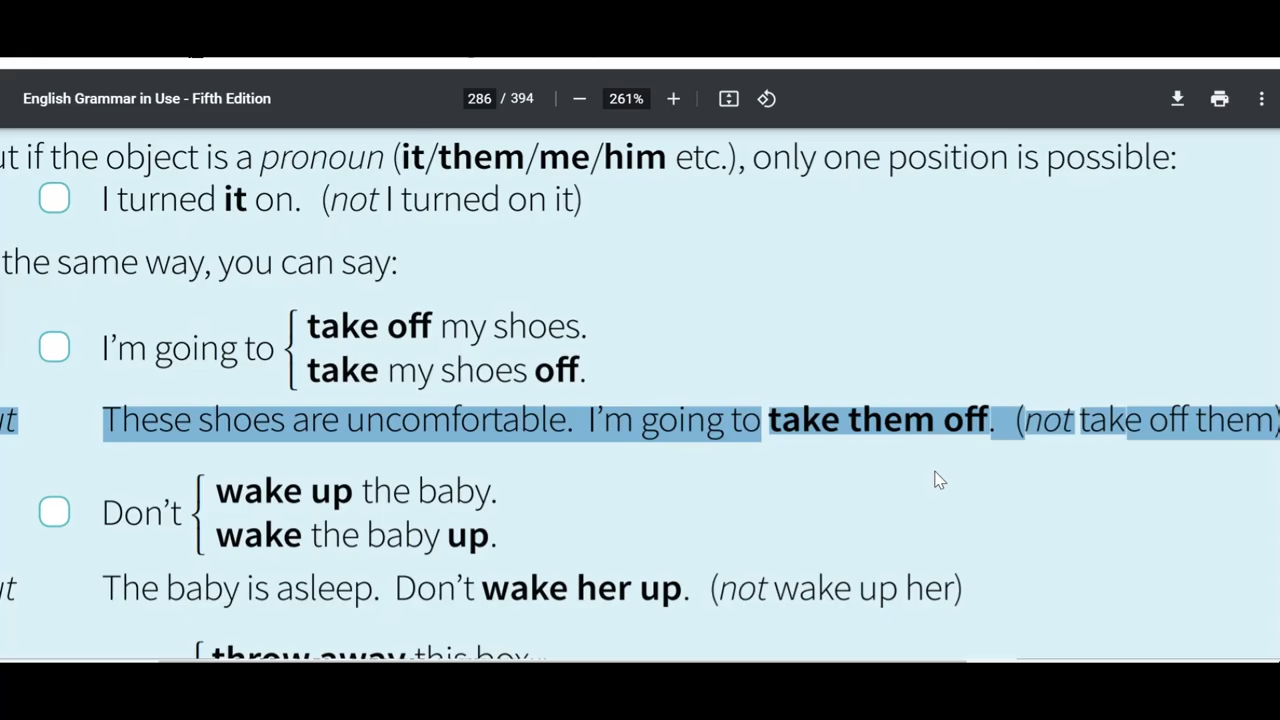 English Grammar in Use - Fifth Edition 286 / 394 261%
if the object is a pronoun (it/them/me/him etc.), only one position is possible:
I turned it on. (not I turned on it)
the same way, you can say:
take off my shoes.
I'm going to
take my shoes off.
These shoes are uncomfortable. I'm going to take them off. (not take off them)
wake up the baby.
Don't
wake the baby up.
The baby is asleep. Don't wake her up. (not wake up her)
throw away this box